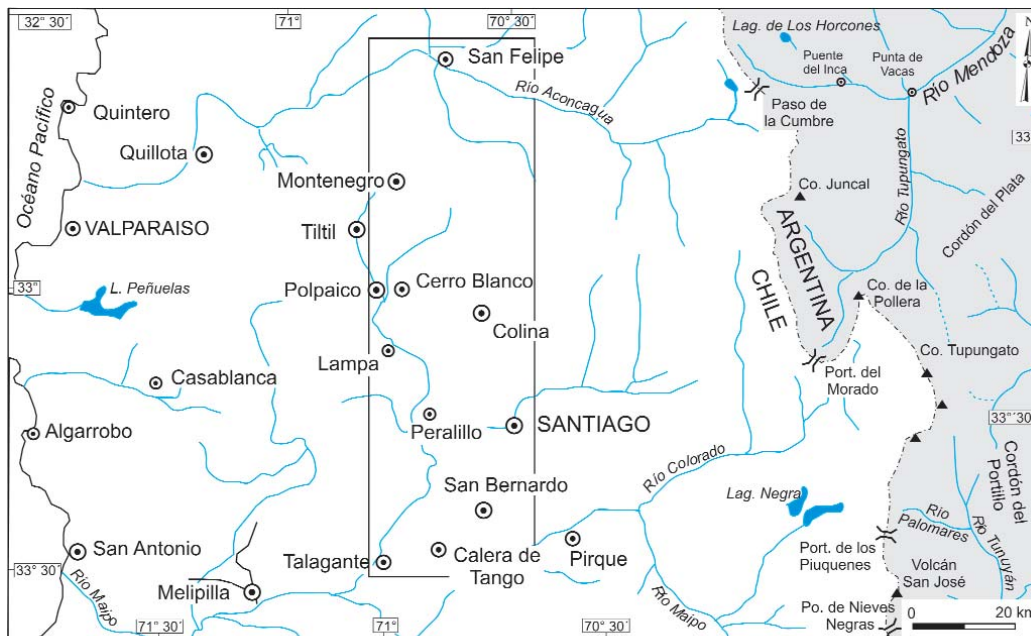 32° 30'
71°
70° 30'
N
Lag. de Los Horcones
San Felipe
Puente
del Inca
Punta de
Vacas
Río Mendoza
Océano Pacífico
Quintero
Río Aconcagua
Paso de
la Cumbre
33°
Quillota
Montenegro
Co. Juncal
Río Tupungato
Cordón del Plata
VALPARAISO
Tiltil
ARGENTINA
CHILE
33°
L. Peñuelas
Polpaico
Cerro Blanco
Co. de la
Pollera
Colina
Lampa
Co. Tupungato
Casablanca
Port. del
Morado
Algarrobo
Peralillo
SANTIAGO
33° 30'
Río Colorado
Cordón del
Portillo
San Bernardo
Lag. Negra
Río
Palomares
Río Tunuyán
San Antonio
Talagante
Calera de
Tango
Pirque
Port. de los
Piuquenes
33° 30'
Río Maipo
Melipilla
Río Maipo
Volcán
San José
Po. de Nieves
Negras
0
20 km
71° 30'
71°
70° 30'